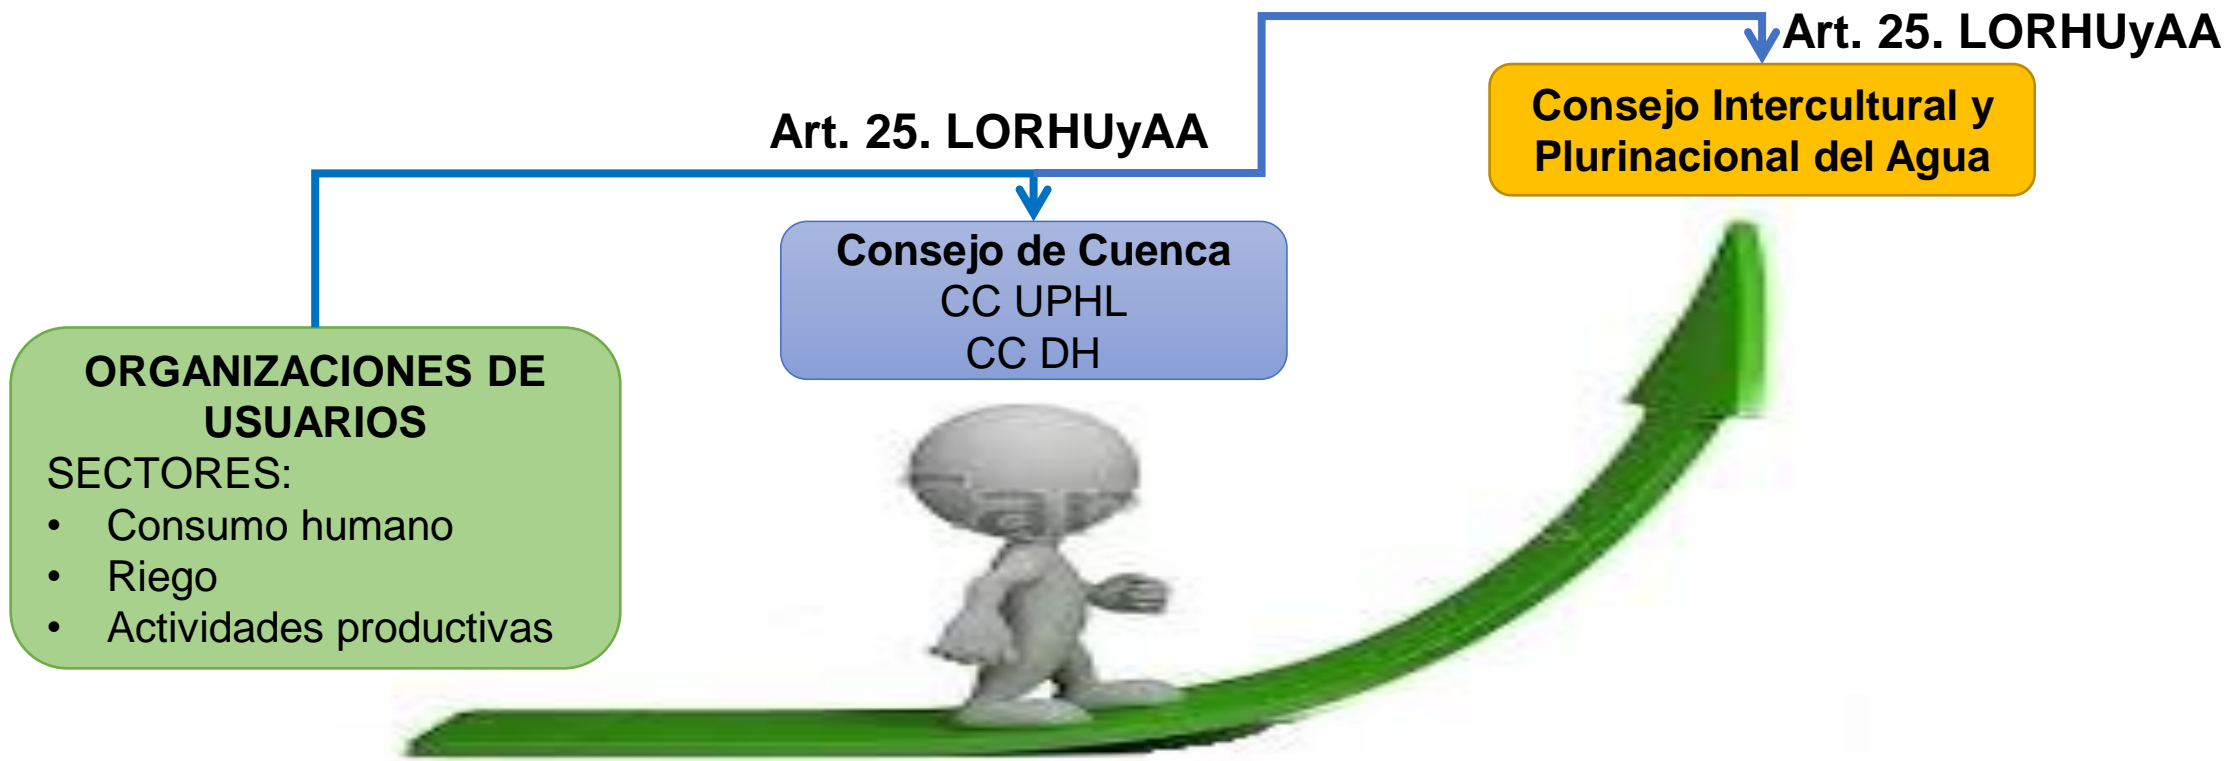 Art. 25. LORHUyAA
Consejo Intercultural y
Plurinacional del Agua
Art. 25. LORHUyAA
Consejo de Cuenca
CC UPHL
CC DH
ORGANIZACIONES DE
USUARIOS
SECTORES:
• Consumo humano
• Riego
• Actividades productivas